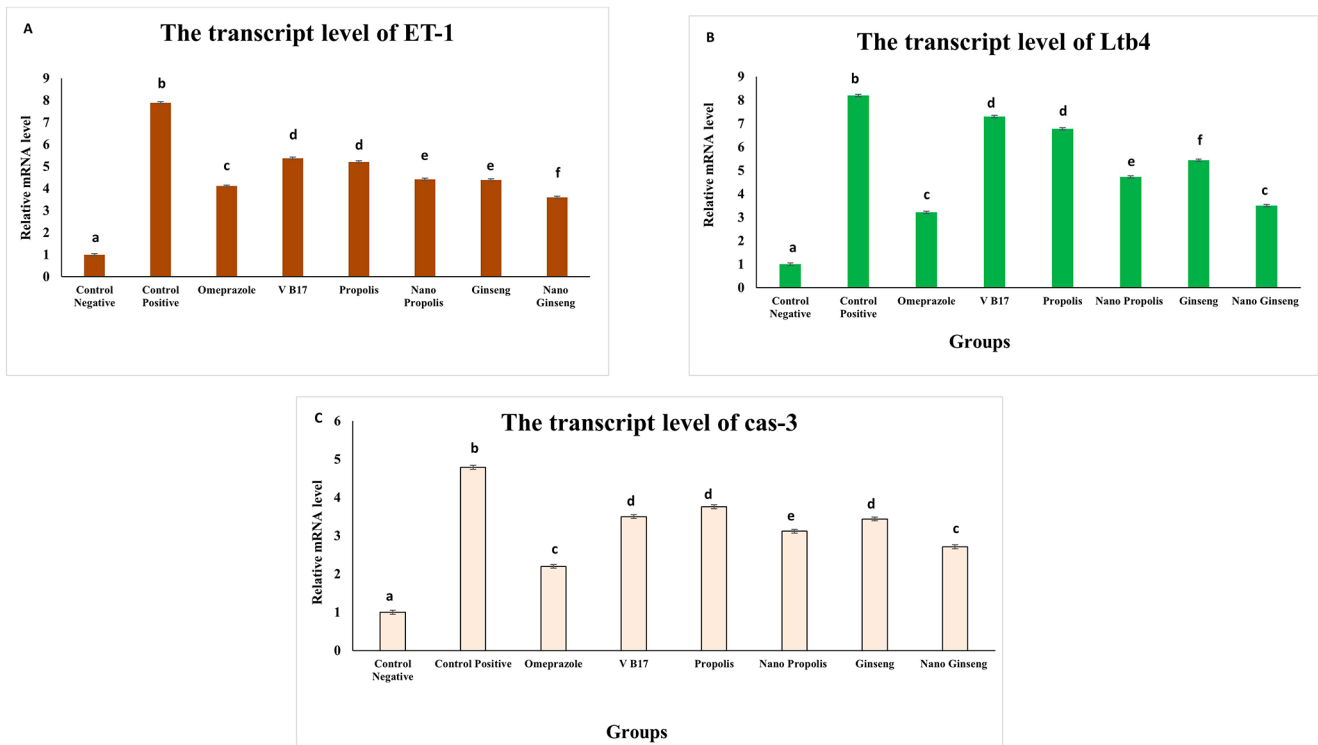 A
The transcript level of ET-1
Relative mRNA level
9
8
7
6
5
4
3
2
1
0
a
b
c
d
d
e
e
f
Control
Negative
Control
Positive
Omeprazole
V B17
Propolis
Nano
Propolis
Ginseng
Nano
Ginseng
B
The transcript level of Ltb4
Relative mRNA level
9
8
7
6
5
4
3
2
1
0
a
b
c
d
d
e
f
c
Control
Negative
Control
Positive
Omeprazole
V B17
Propolis
Nano Propolis
Ginseng
Nano Ginseng
Groups
C
The transcript level of cas-3
Relative mRNA level
6
5
4
3
2
1
0
a
b
c
d
d
e
d
c
Control
Negative
Control Positive
Omeprazole
V B17
Propolis
Nano Propolis
Ginseng
Nano Ginseng
Groups